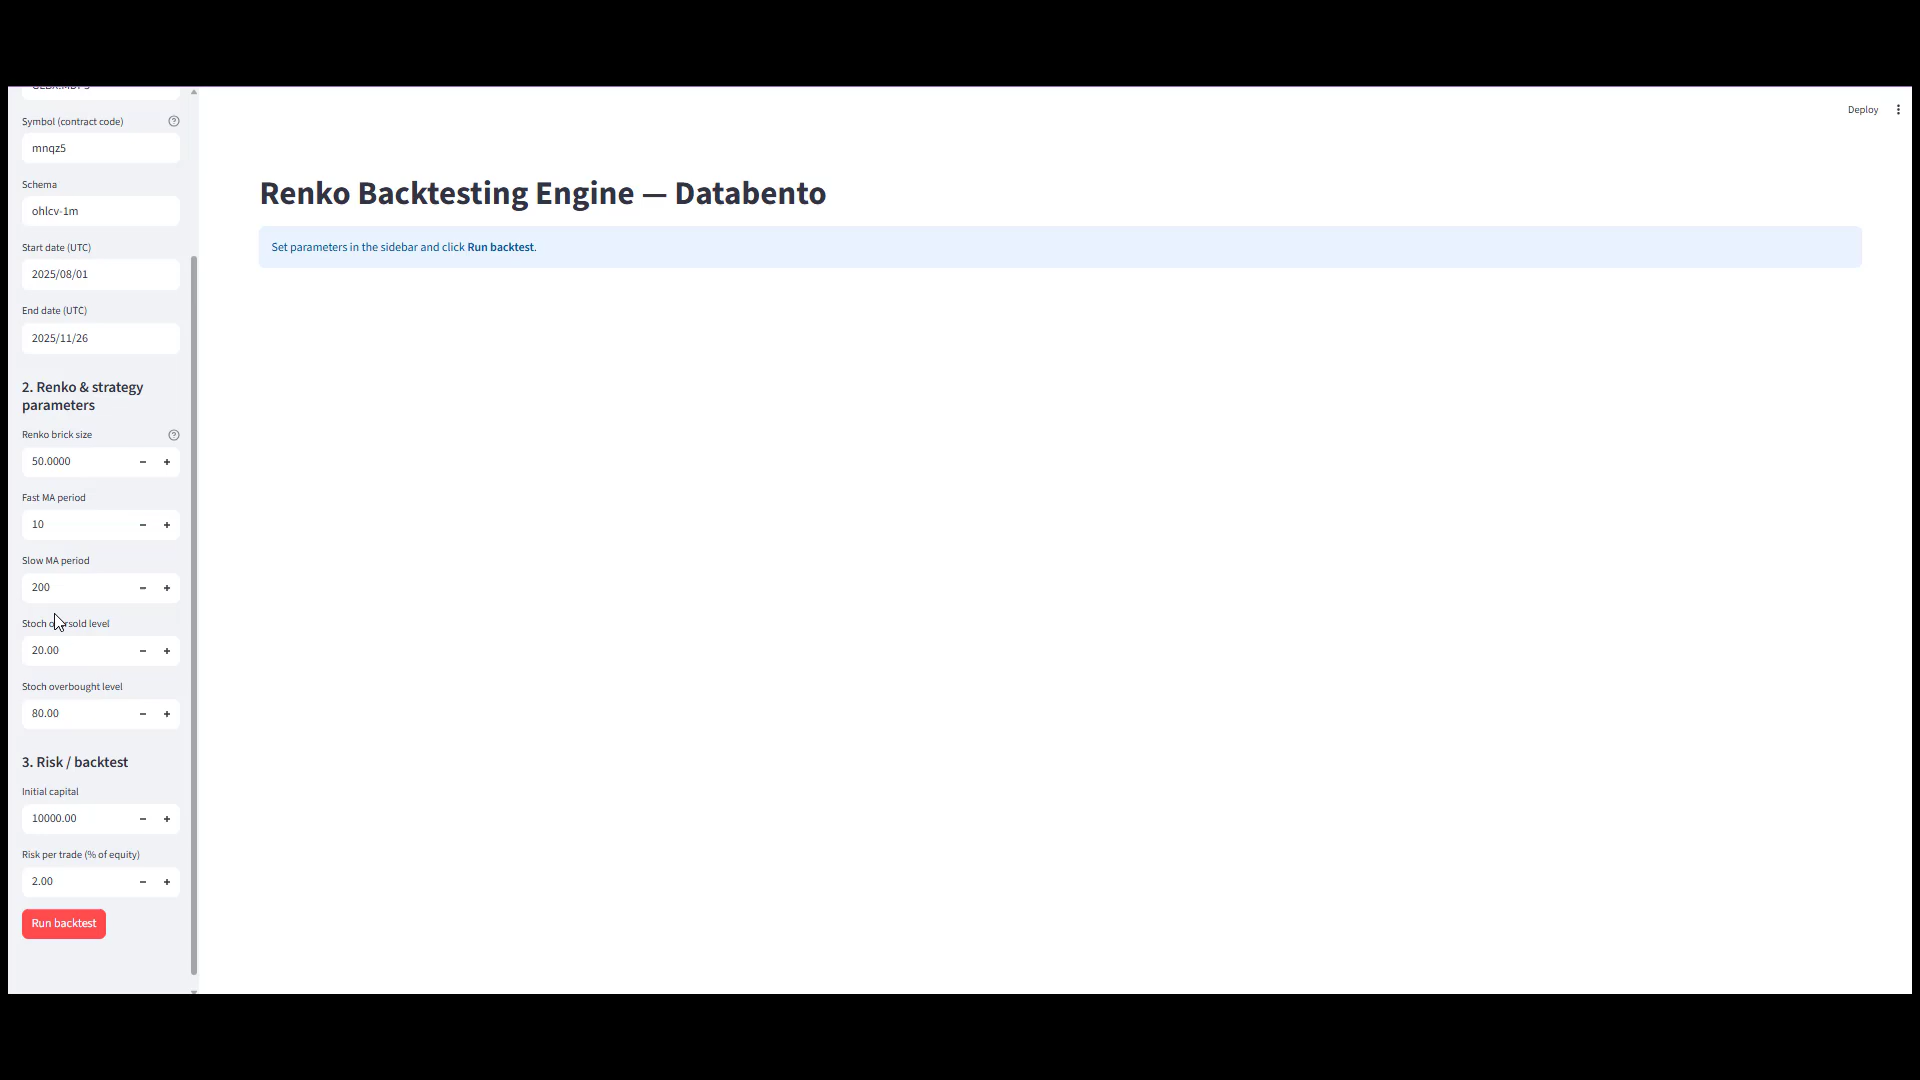 Symbol (contract code)
mnqz5
Schema
ohlcv-1m
Start date (UTC)
2025/08/01
End date (UTC)
2025/11/26
2. Renko & strategy
parameters
Renko brick size
50.0000
Fast MA period
10
Slow MA period
200
Stoch oversold level
20.00
Stoch overbought level
80.00
3. Risk / backtest
Initial capital
10000.00
Risk per trade (% of equity)
2.00
Run backtest
Deploy
Renko Backtesting Engine — Databento
Set parameters in the sidebar and click Run backtest.